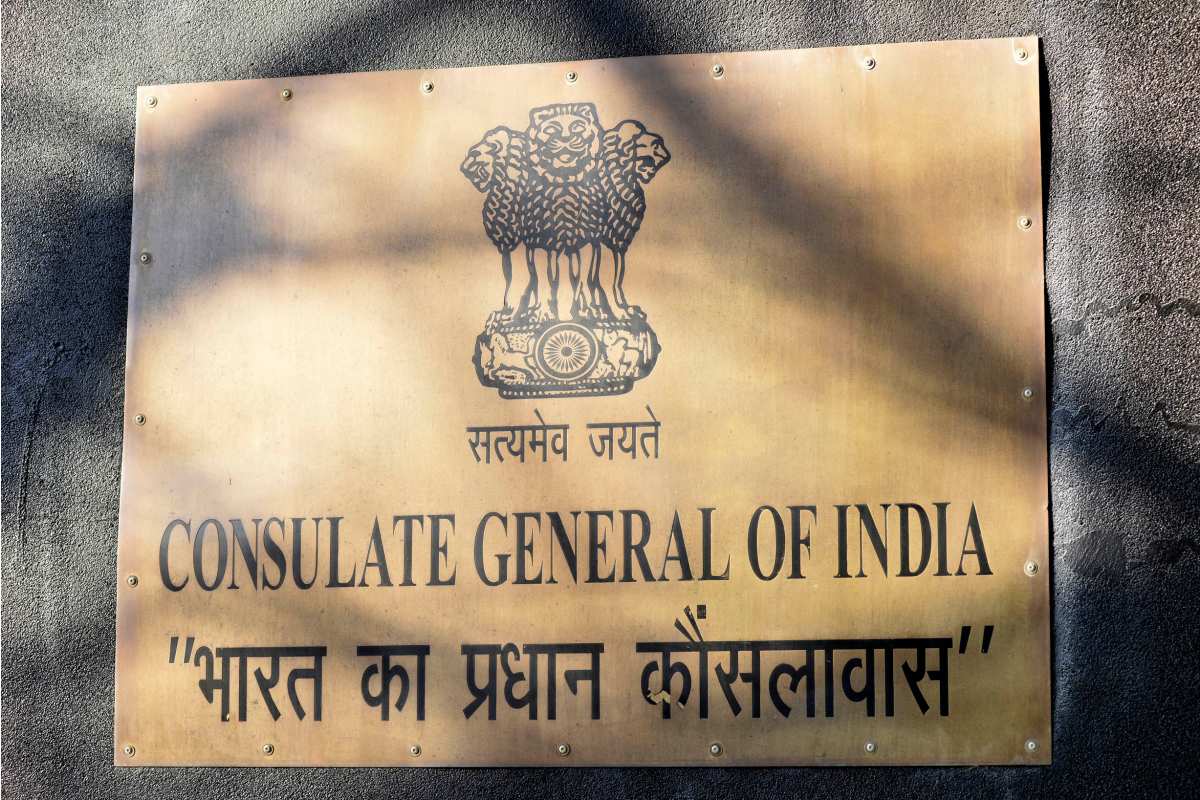 सत्यमेव जयते
CONSULATE GENERAL OF INDIA
"भारत का प्रधान कौंसलावास"